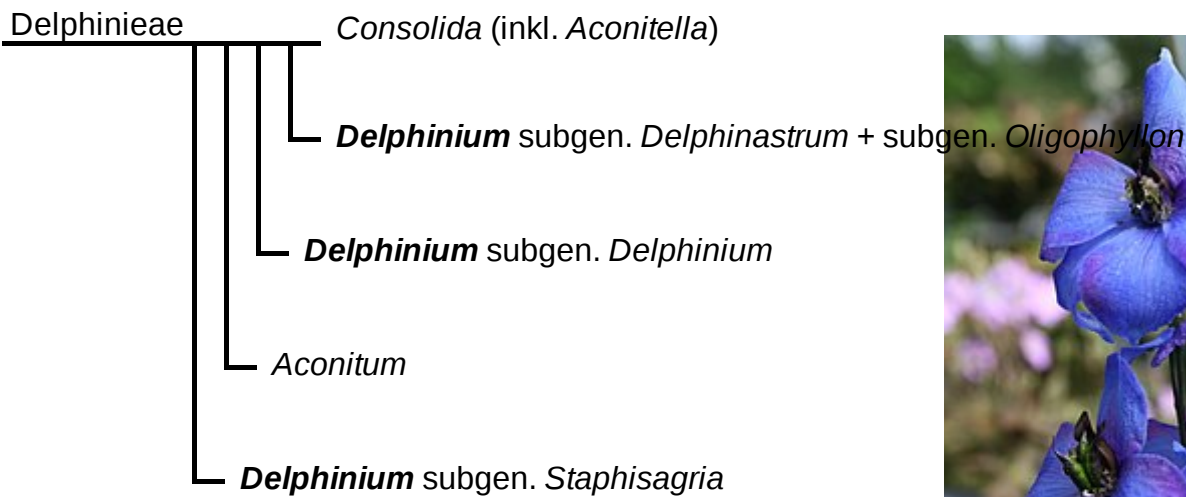 Delphinieae
Consolida (inkl. Aconitella)
Delphinium subgen. Delphinastrum + subgen. Oligophyllon
Delphinium subgen. Delphinium
Aconitum
Delphinium subgen. Staphisagria